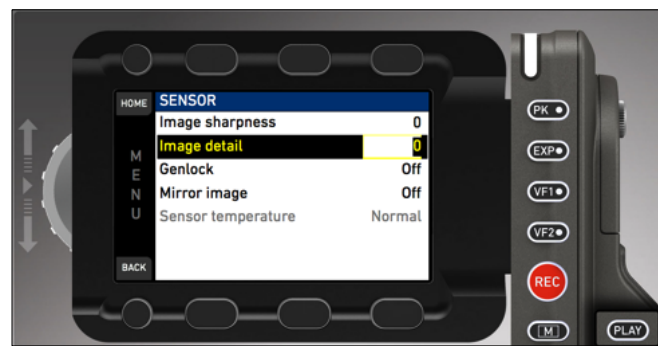 HOME
SENSOR
Image sharpness 0
Image detail 0
Genlock Off
Mirror image Off
Sensor temperature Normal
MENU
BACK
PK
EXP
VF1
VF2
REC
M
PLAY